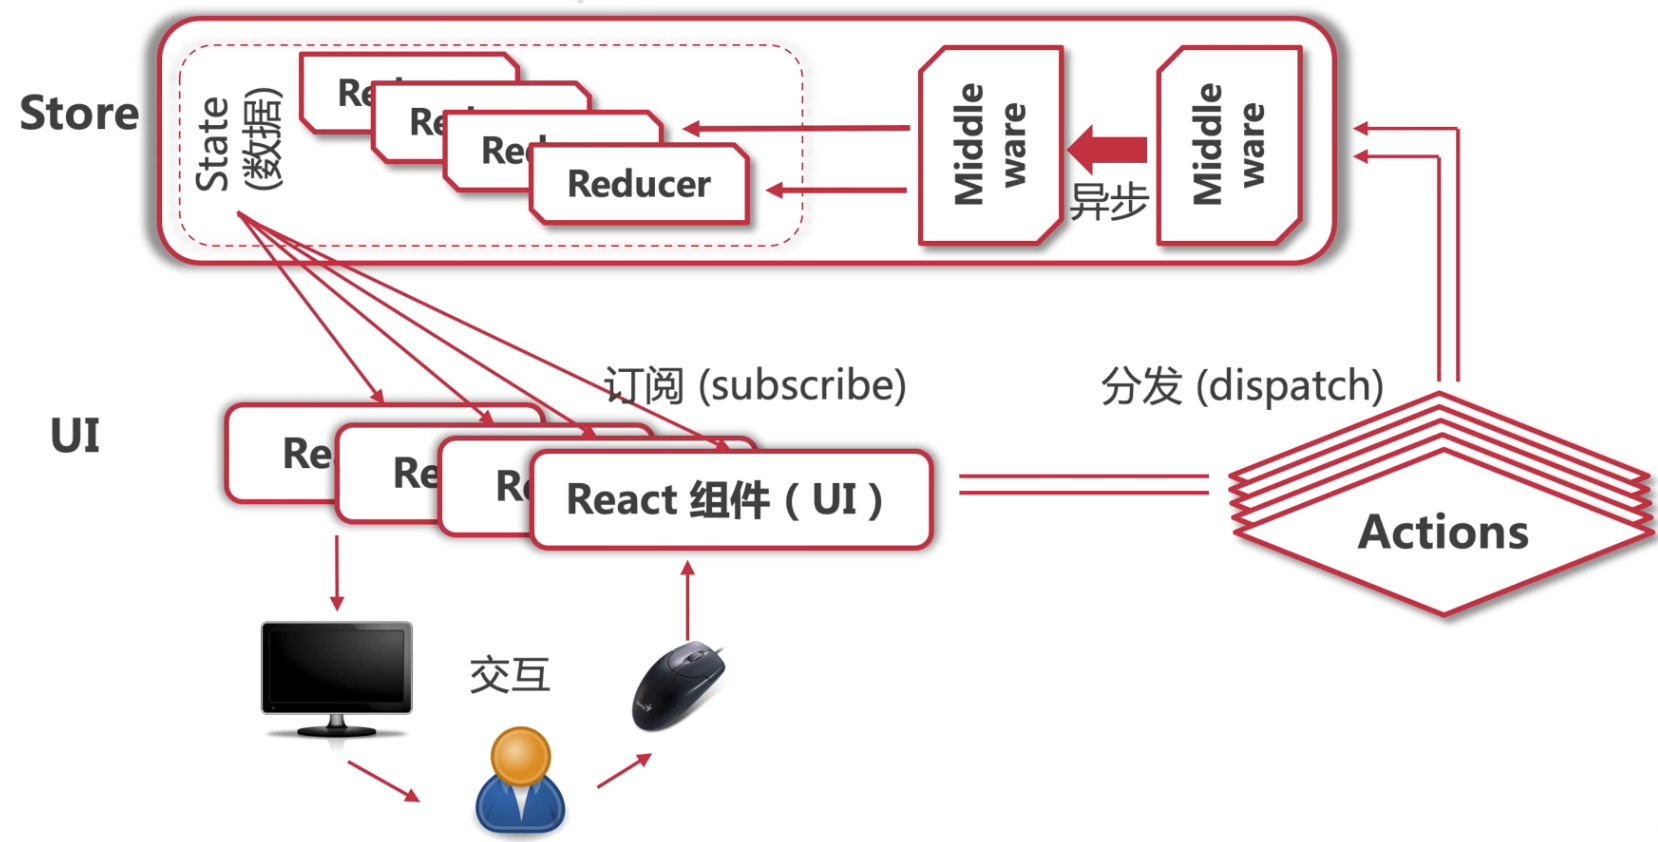 Store
State
(数据)
Re
Re
Red
Reducer
Middle
ware
异步
Middle
ware
订阅 (subscribe)
分发 (dispatch)
UI
Re
Re
Re
React 组件 ( UI )
Actions
交互